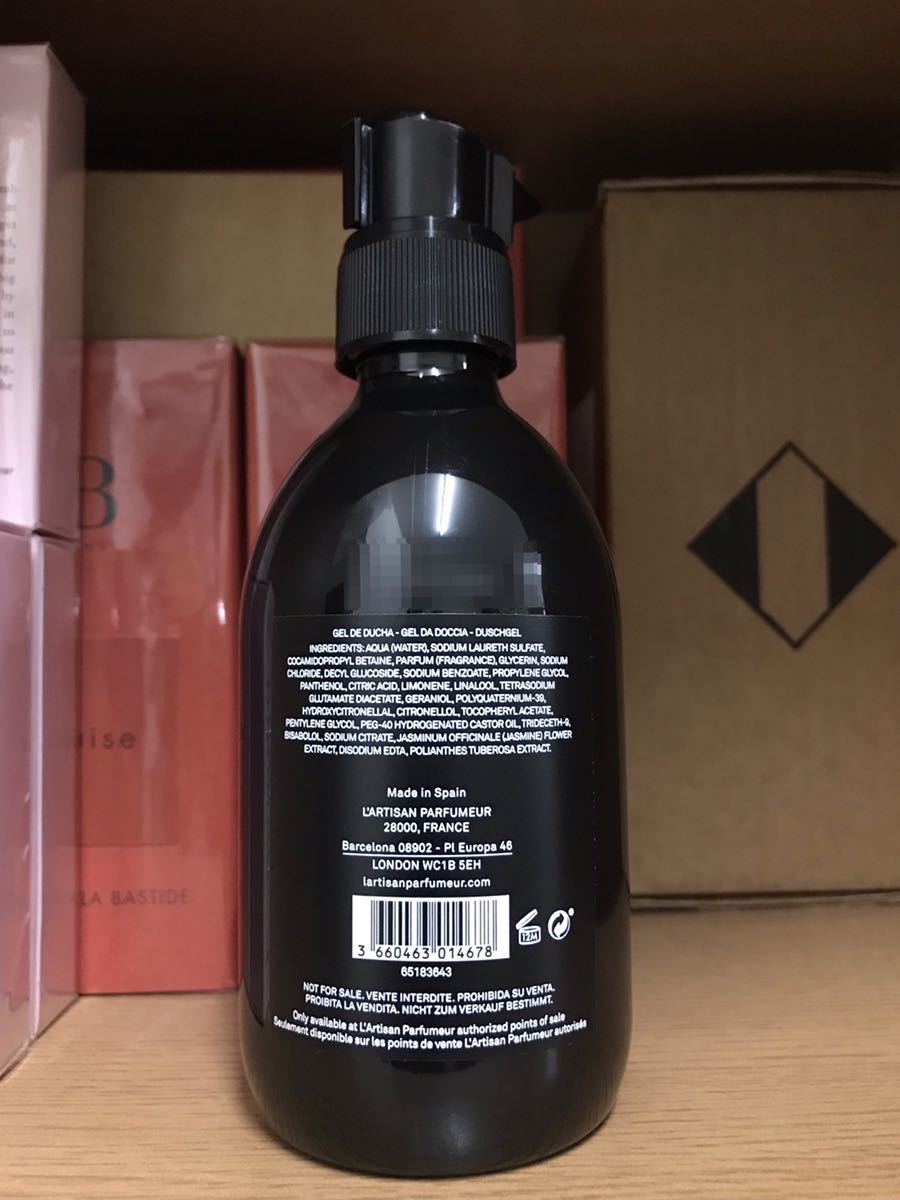 GEL DE DUCHA - GEL DA DOCCIA - DUSCHGEL
INGREDIENTS: AQUA (WATER), SODIUM LAURETH SULFATE,
COCAMIDOPROPYL BETAINE, PARFUM (FRAGRANCE), GLYCERIN, SODIUM
CHLORIDE, DECYL GLUCOSIDE, SODIUM BENZOATE, PROPYLENE GLYCOL,
PANTHENOL, CITRIC ACID, LIMONENE, LINALOOL, TETRASODIUM
GLUTAMATE DIACETATE, GERANIOL, POLYQUATERNIUM-39,
HYDROXYCITRONELLAL, CITRONELLOL, TOCOPHERYL ACETATE,
PENTYLENE GLYCOL, PEG-40 HYDROGENATED CASTOR OIL, TRIDECETH-9,
BISABOLOL, SODIUM CITRATE, JASMINUM OFFICINALE (JASMINE) FLOWER
EXTRACT, DISODIUM EDTA, POLIANTHES TUBEROSA EXTRACT.
Made in Spain
L'ARTISAN PARFUMEUR
28000, FRANCE
Barcelona 08902 - Pl Europa 46
LONDON WC1B 5EH
lartisanparfumeur.com
3 660463 014678
12M
65183643
NOT FOR SALE. VENTE INTERDITE. PROHIBIDA SU VENTA.
PROIBITA LA VENDITA. NICHT ZUM VERKAUF BESTIMMT.
Only available at L'Artisan Parfumeur authorized points of sale
Seulement disponible sur les points de vente L'Artisan Parfumeur autorisés
B
LA BASTIDE